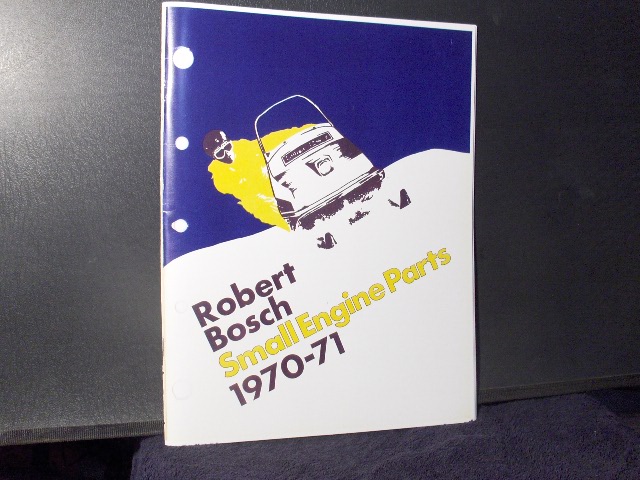 Robert
Bosch
Small Engine Parts
1970-71